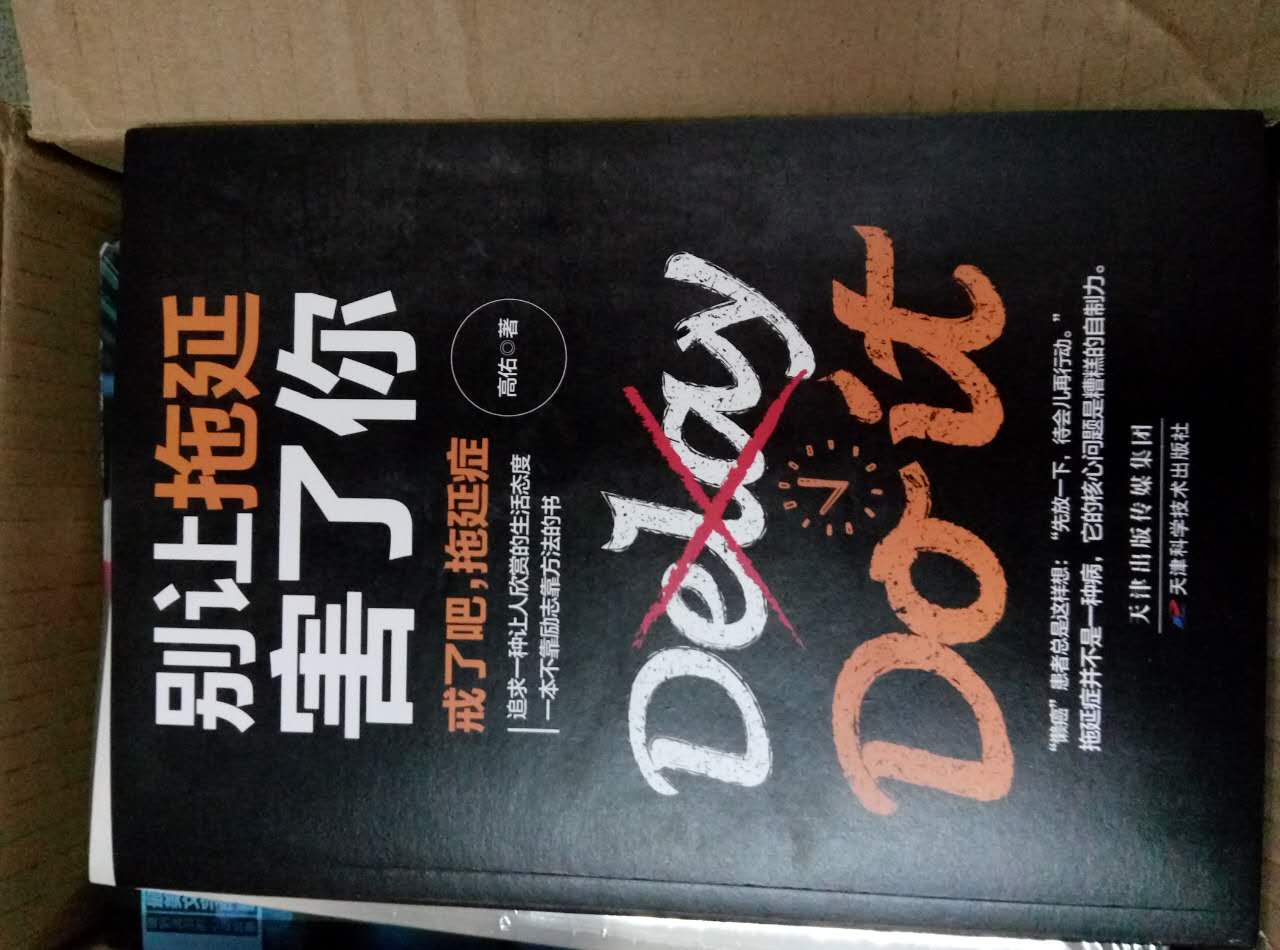 别让拖延
害了你
戒了吧,拖延症
追求一种让人欣赏的生活态度
一本不靠励志靠方法的书
高佑◎著
Delay
Do it
“懒癌”患者总是这样想：“先放一下，待会儿再行动。”
拖延症并不是一种病，它的核心问题是糟糕的自制力。
天津出版传媒集团
天津科学技术出版社